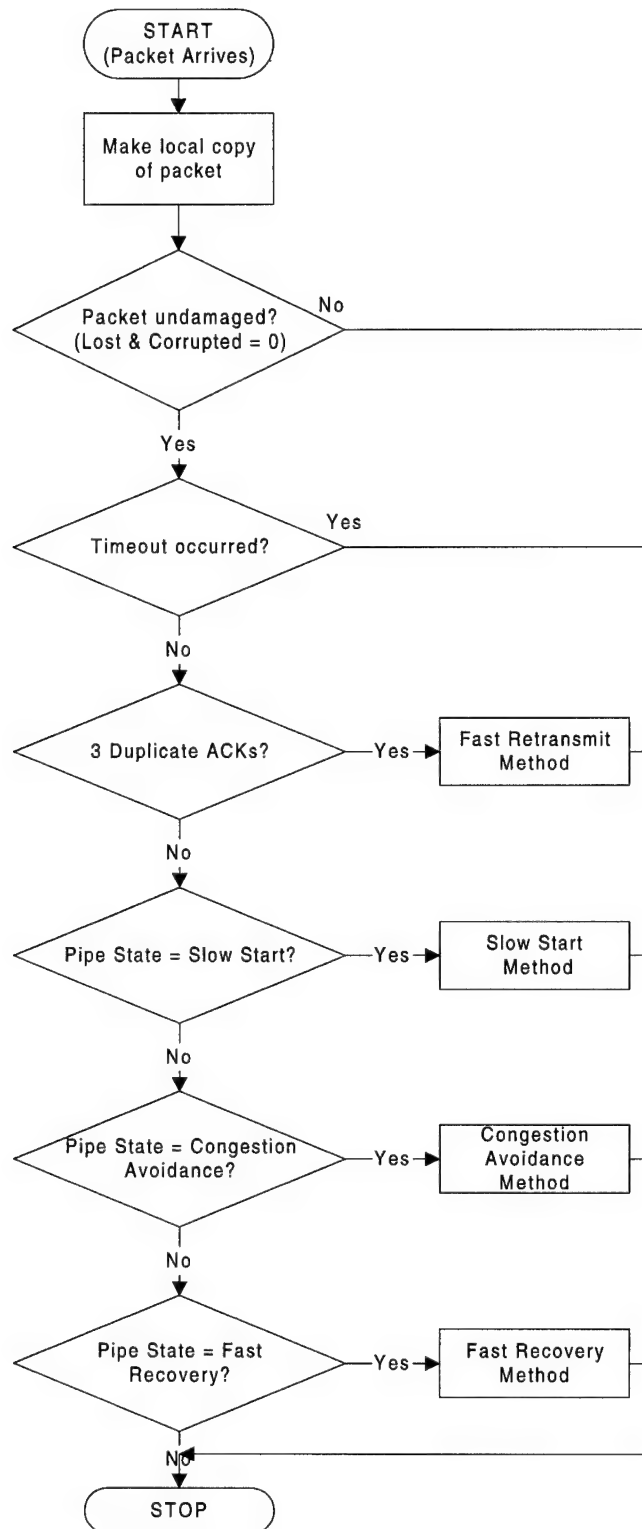 START
(Packet Arrives)
Make local copy
of packet
Packet undamaged?
(Lost & Corrupted = 0)
No
Yes
Timeout occurred?
Yes
No
3 Duplicate ACKs?
Yes
Fast Retransmit
Method
No
Pipe State = Slow Start?
Yes
Slow Start
Method
No
Pipe State = Congestion
Avoidance?
Yes
Congestion
Avoidance
Method
No
Pipe State = Fast
Recovery?
Yes
Fast Recovery
Method
No
STOP